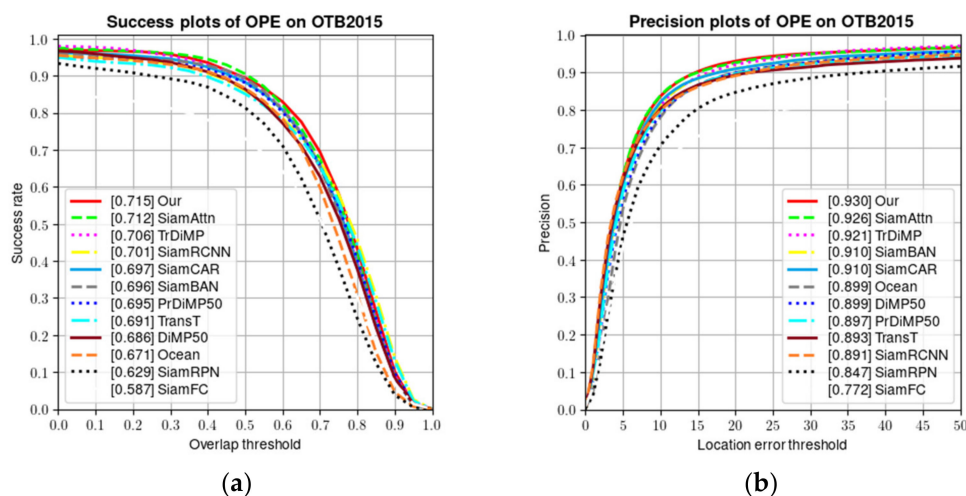 Success plots of OPE on OTB2015
1.0
0.9
0.8
0.7
0.6
0.5
0.4
0.3
0.2
0.1
0.0
Success rate
[0.715] Our
[0.712] SiamAttn
[0.706] TrDiMP
[0.701] SiamRCNN
[0.697] SiamCAR
[0.696] SiamBAN
[0.695] PrDiMP50
[0.691] TransT
[0.686] DiMP50
[0.671] Ocean
[0.629] SiamRPN
[0.587] SiamFC
0.0 0.1 0.2 0.3 0.4 0.5 0.6 0.7 0.8 0.9 1.0
Overlap threshold
(a)
Precision plots of OPE on OTB2015
1.0
0.9
0.8
0.7
0.6
0.5
0.4
0.3
0.2
0.1
0.0
Precision
[0.930] Our
[0.926] SiamAttn
[0.921] TrDiMP
[0.910] SiamBAN
[0.910] SiamCAR
[0.899] Ocean
[0.899] DiMP50
[0.897] PrDiMP50
[0.893] TransT
[0.891] SiamRCNN
[0.847] SiamRPN
[0.772] SiamFC
0 5 10 15 20 25 30 35 40 45 50
Location error threshold
(b)